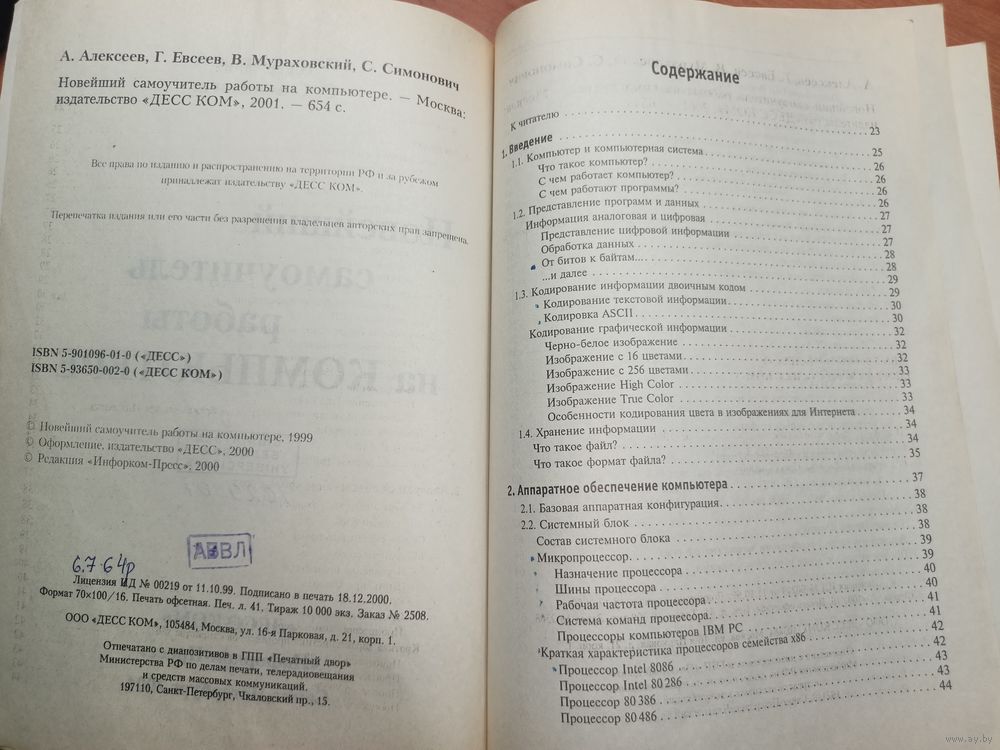 А. Алексеев, Г. Евсеев, В. Мураховский, С. Симонович
Новейший самоучитель работы на компьютере. — Москва:
издательство «ДЕСС КОМ», 2001. — 654 с.
Все права по изданию и распространению на территории РФ и за рубежом
принадлежат издательству «ДЕСС КОМ».
Перепечатка издания или его части без разрешения владельцев авторских прав запрещена.
ISBN 5-901096-01-0 («ДЕСС»)
ISBN 5-93650-002-0 («ДЕСС КОМ»)
© Новейший самоучитель работы на компьютере, 1999
© Оформление, издательство «ДЕСС», 2000
© Редакция «Инфорком-Пресс», 2000
АБВЛ
Лицензия ИД № 00219 от 11.10.99. Подписано в печать 18.12.2000.
Формат 70×100/16. Печать офсетная. Печ. л. 41. Тираж 10 000 экз. Заказ № 2508.
ООО «ДЕСС КОМ», 105484, Москва, ул. 16-я Парковая, д. 21, корп. 1.
Отпечатано с диапозитивов в ГПП «Печатный двор»
Министерства РФ по делам печати, телерадиовещания
и средств массовых коммуникаций.
197110, Санкт-Петербург, Чкаловский пр., 15.
Содержание
К читателю 23
1. Введение 25
1.1. Компьютер и компьютерная система 26
Что такое компьютер? 26
С чем работает компьютер? 26
С чем работают программы? 26
1.2. Представление программ и данных 27
Информация аналоговая и цифровая 27
Представление цифровой информации 27
Обработка данных 28
От битов к байтам... 28
...и далее 29
1.3. Кодирование информации двоичным кодом 29
Кодирование текстовой информации 30
Кодировка ASCII 30
Кодирование графической информации 32
Черно-белое изображение 32
Изображение с 16 цветами 32
Изображение с 256 цветами 33
Изображение High Color 33
Изображение True Color 33
Особенности кодирования цвета в изображениях для Интернета 34
1.4. Хранение информации 34
Что такое файл? 34
Что такое формат файла? 35
2. Аппаратное обеспечение компьютера 37
2.1. Базовая аппаратная конфигурация 38
2.2. Системный блок 38
Состав системного блока 38
Микропроцессор 39
Назначение процессора 39
Шины процессора 40
Рабочая частота процессора 40
Система команд процессора 41
Процессоры компьютеров IBM PC 41
Краткая характеристика процессоров семейства x86 42
Процессор Intel 8086 42
Процессор Intel 80286 43
Процессор 80386 43
Процессор 80486 44
www.ay.by